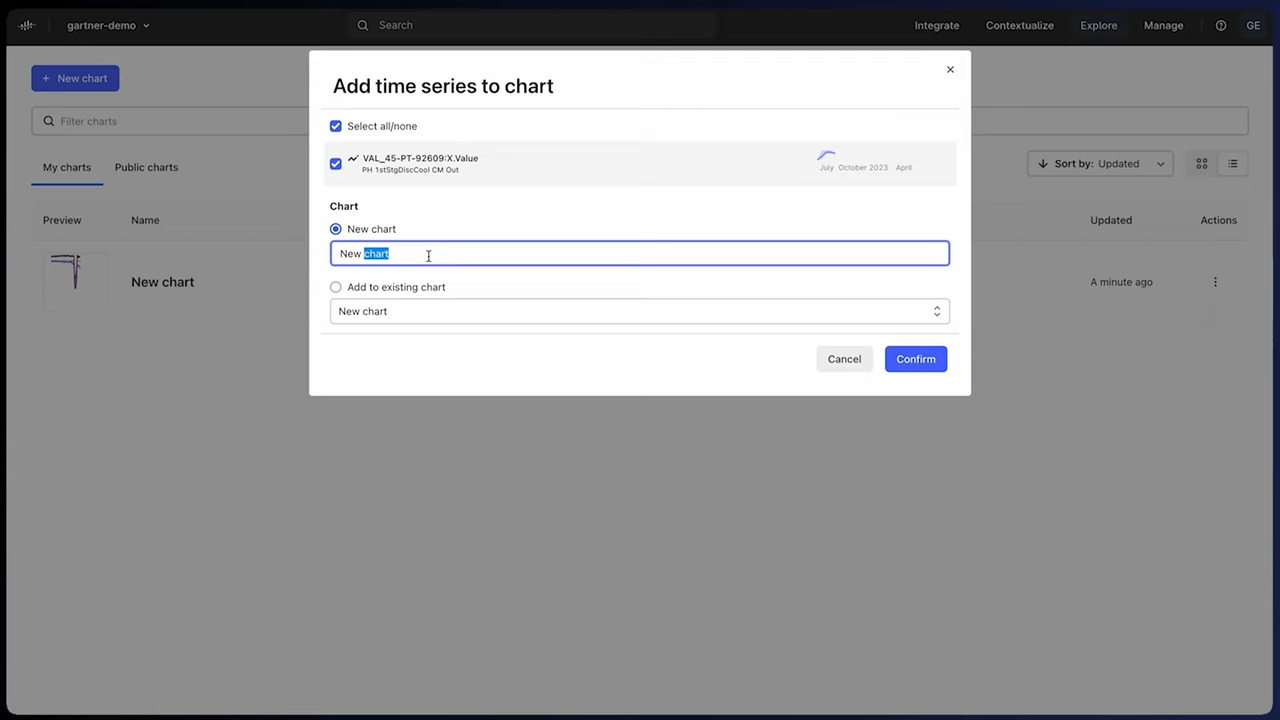 gartner-demo
Search
Integrate Contextualize Explore Manage GE
+ New chart
Filter charts
My charts Public charts
Sort by: Updated
Preview Name Updated Actions
New chart A minute ago
Add time series to chart
Select all/none
VAL_45-PT-92609:X.Value
PH 1stStgDiscCool CM Out
July October 2023 April
Chart
New chart
New chart
Add to existing chart
New chart
Cancel Confirm